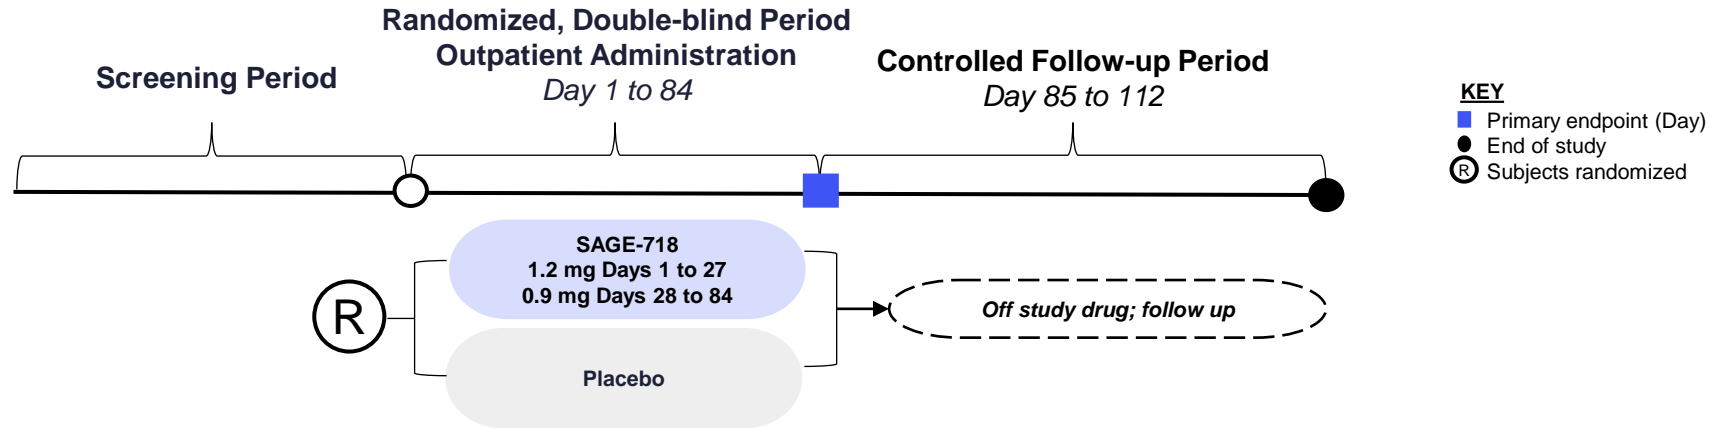 Randomized, Double-blind Period
Outpatient Administration
Day 1 to 84
Screening Period
Controlled Follow-up Period
Day 85 to 112
KEY
Primary endpoint (Day)
End of study
R Subjects randomized
SAGE-718
1.2 mg Days 1 to 27
0.9 mg Days 28 to 84
R
Off study drug; follow up
Placebo